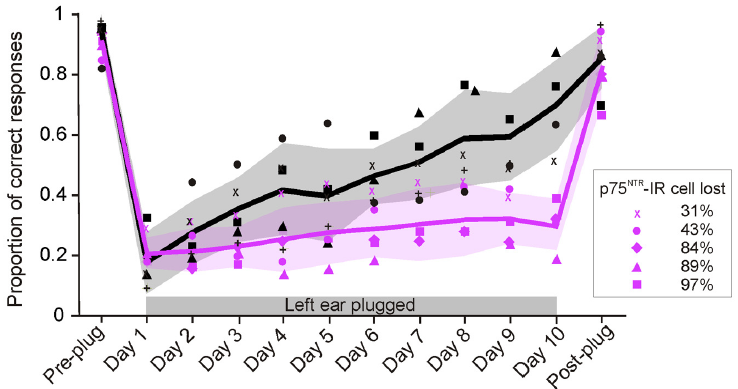 Proportion of correct responses
1
0.8
0.6
0.4
0.2
0
Left ear plugged
Pre-plug
Day 1
Day 2
Day 3
Day 4
Day 5
Day 6
Day 7
Day 8
Day 9
Day 10
Post-plug
p75NTR-IR cell lost
x 31%
43%
84%
89%
97%